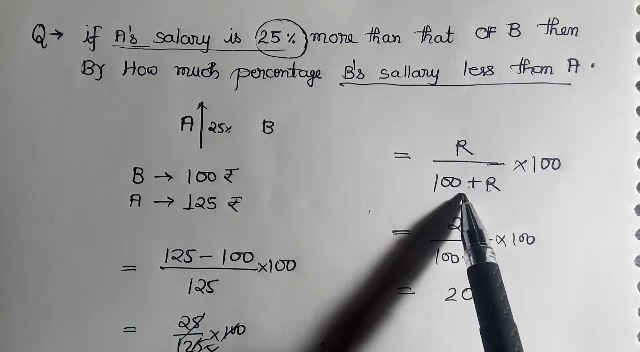 Q→ if A's salary is 25% more than that OF B then
By How much percentage B's sallary less than A.
A↑25% B
B → 100 ₹
A → 125 ₹
= 125 - 100 / 125 ×100
= 25 / 125 × 100
= R / 100 + R ×100
= 2 / 100 ×100
= 20